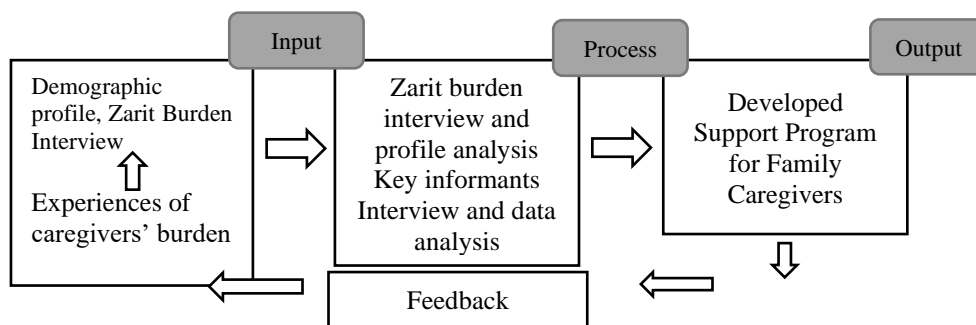 Input
Demographic
profile, Zarit Burden
Interview
Experiences of
caregivers’ burden
Process
Zarit burden
interview and
profile analysis
Key informants
Interview and data
analysis
Output
Developed
Support Program
for Family
Caregivers
Feedback